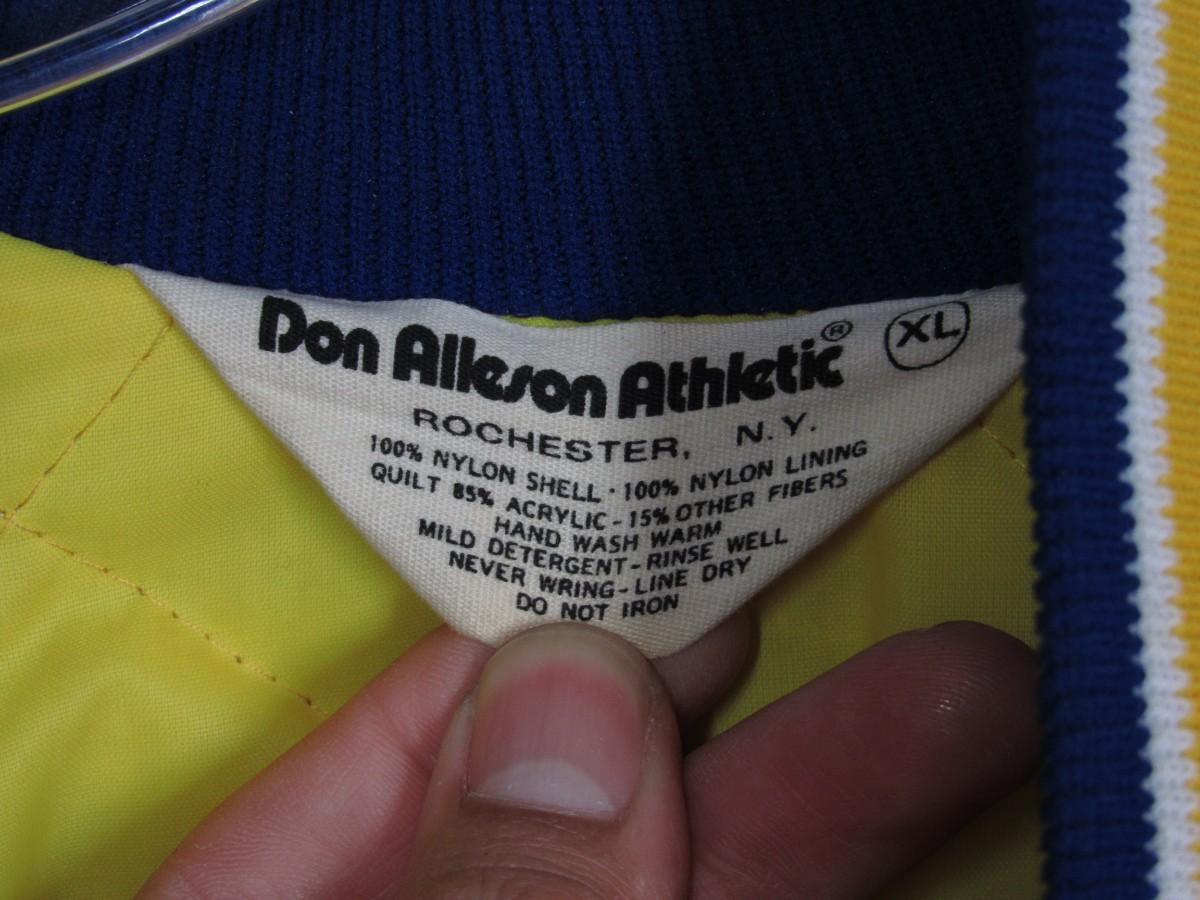 Don Alleson Athletic® XL
ROCHESTER, N.Y.
100% NYLON SHELL · 100% NYLON LINING
QUILT 85% ACRYLIC - 15% OTHER FIBERS
HAND WASH WARM
MILD DETERGENT - RINSE WELL
NEVER WRING - LINE DRY
DO NOT IRON